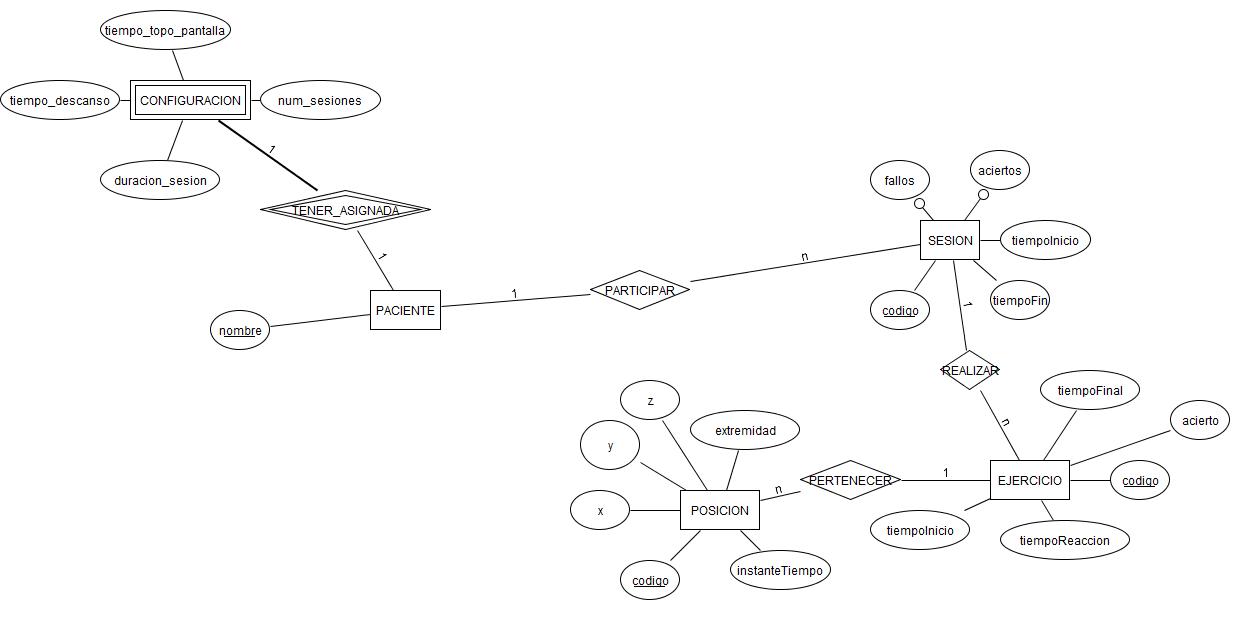 tiempo_topo_pantalla
tiempo_descanso
CONFIGURACION
num_sesiones
1
duracion_sesion
TENER_ASIGNADA
1
PACIENTE
nombre
1
PARTICIPAR
n
fallos
aciertos
SESION
tiempoInicio
codigo
tiempoFin
1
REALIZAR
n
tiempoFinal
acierto
z
y
extremidad
x
POSICION
n
PERTENECER
1
EJERCICIO
codigo
tiempoInicio
tiempoReaccion
codigo
instanteTiempo